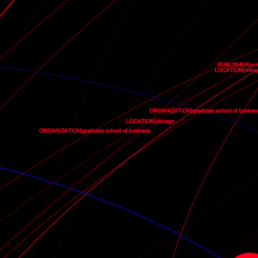 PUBLISHER
LOCATION
ORGANIZATION|graduate school of business
LOCATION|chicago
ORGANIZATION|graduate school of business